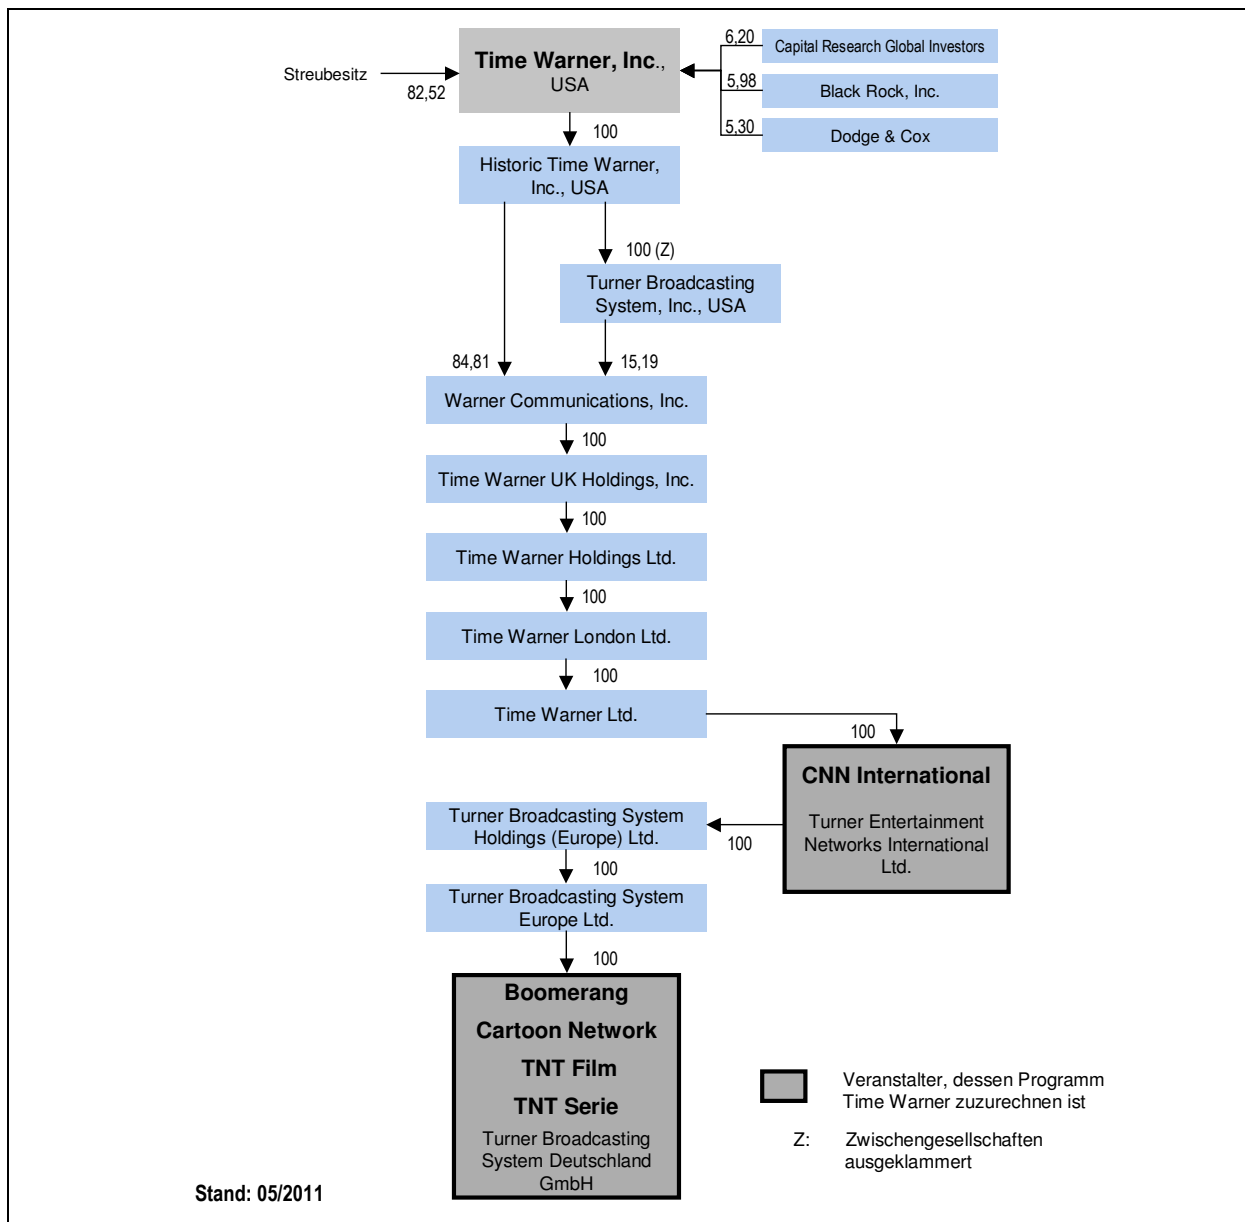 Streubesitz
82,52
Time Warner, Inc.,
USA
6,20
Capital Research Global Investors
5,98
Black Rock, Inc.
5,30
Dodge & Cox
100
Historic Time Warner,
Inc., USA
100 (Z)
Turner Broadcasting
System, Inc., USA
84,81
15,19
Warner Communications, Inc.
100
Time Warner UK Holdings, Inc.
100
Time Warner Holdings Ltd.
100
Time Warner London Ltd.
100
Time Warner Ltd.
100
CNN International
Turner Entertainment
Networks International
Ltd.
100
Turner Broadcasting System
Holdings (Europe) Ltd.
100
Turner Broadcasting System
Europe Ltd.
100
Boomerang
Cartoon Network
TNT Film
TNT Serie
Turner Broadcasting
System Deutschland
GmbH
Veranstalter, dessen Programm
Time Warner zuzurechnen ist
Z: Zwischengesellschaften
ausgeklammert
Stand: 05/2011